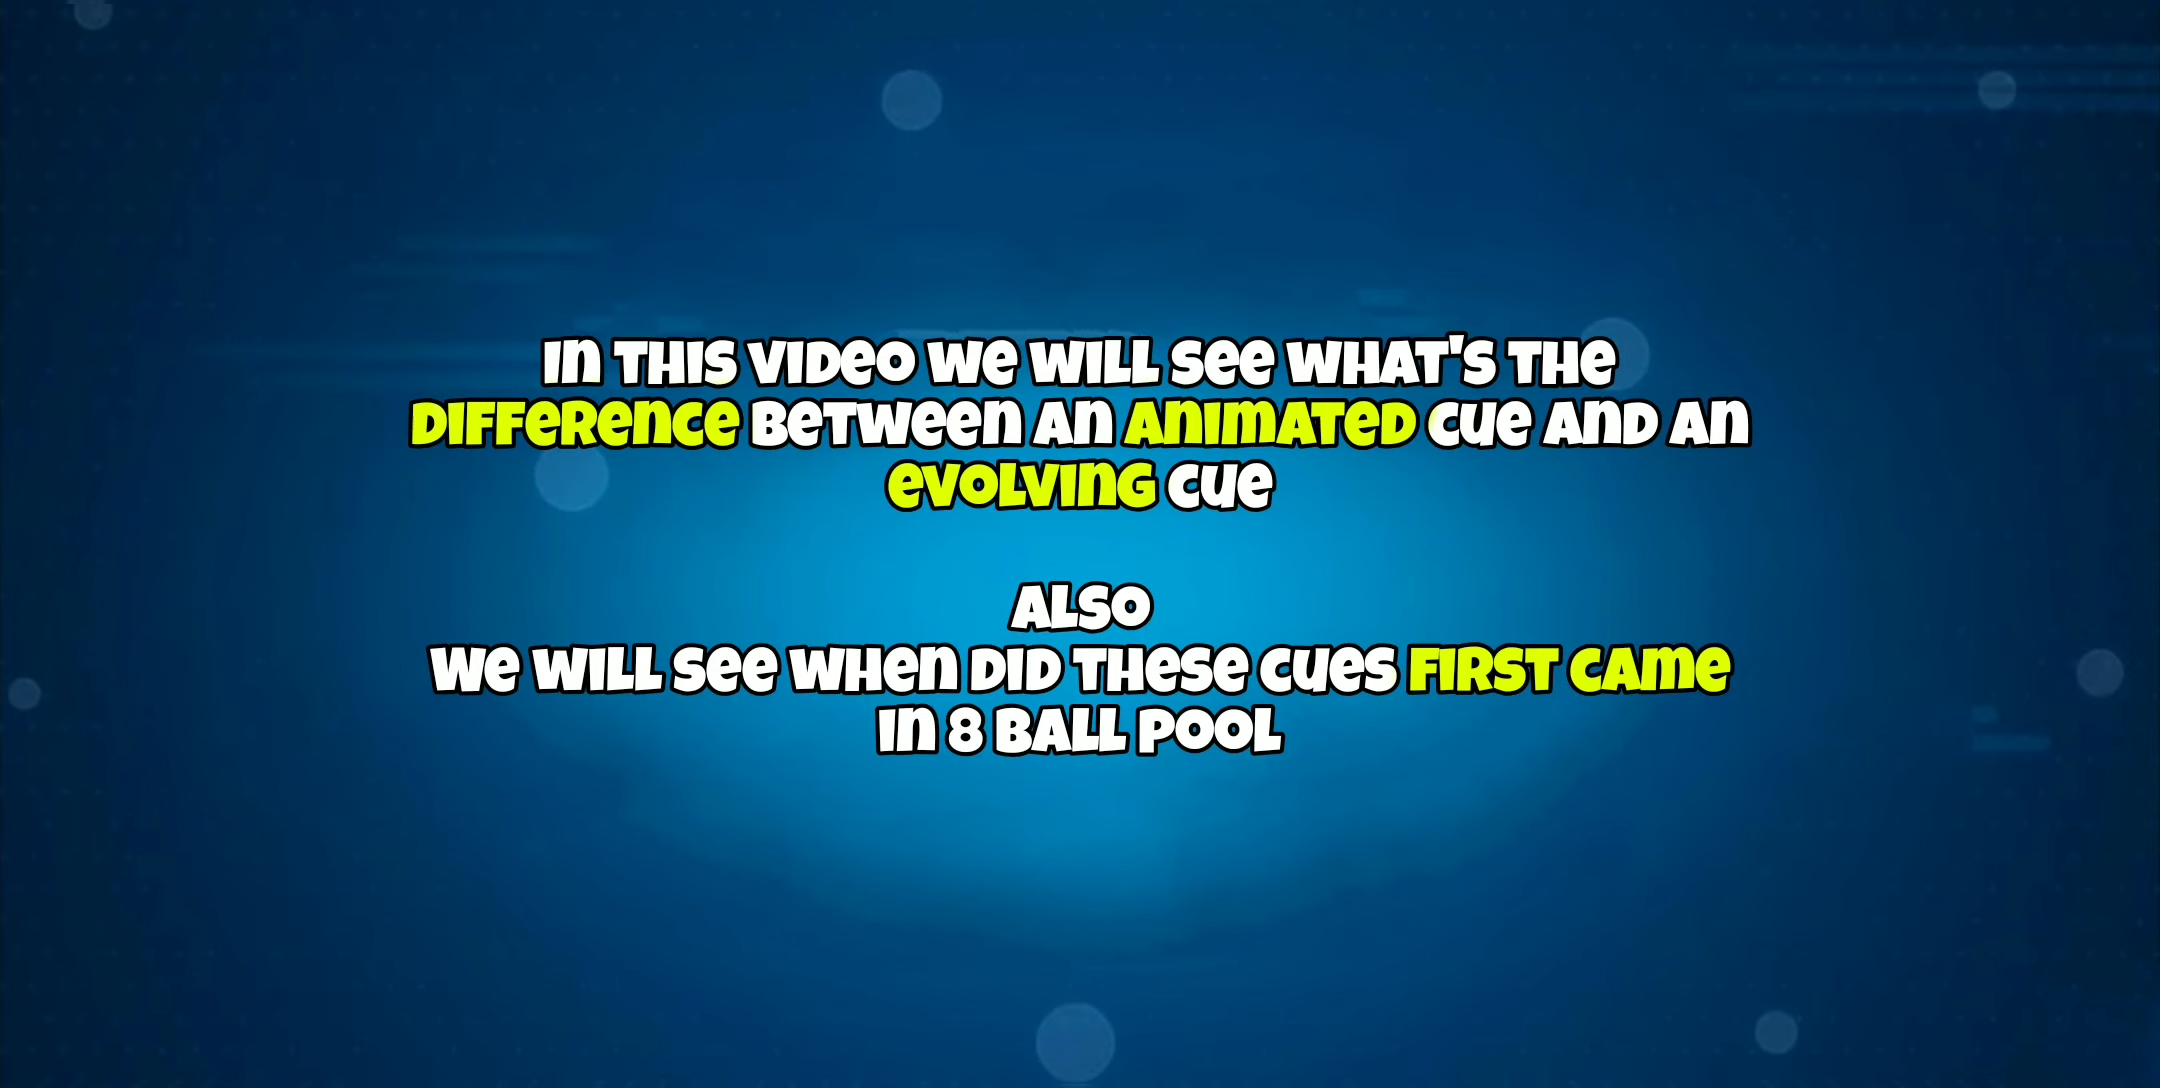 In this video we will see what's the
difference between an animated cue and an
evolving cue
also
we will see when did these cues first came
in 8 ball pool